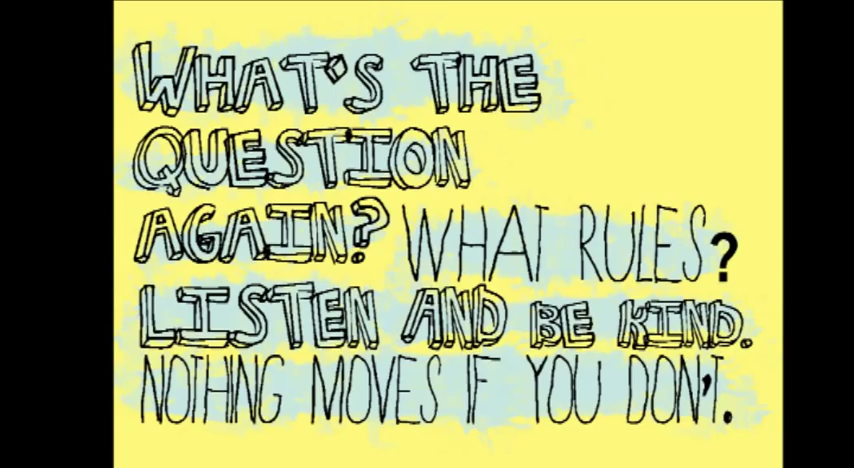 WHAT'S THE
QUESTION
AGAIN? WHAT RULES?
LISTEN AND BE KIND.
NOTHING MOVES IF YOU DON'T.